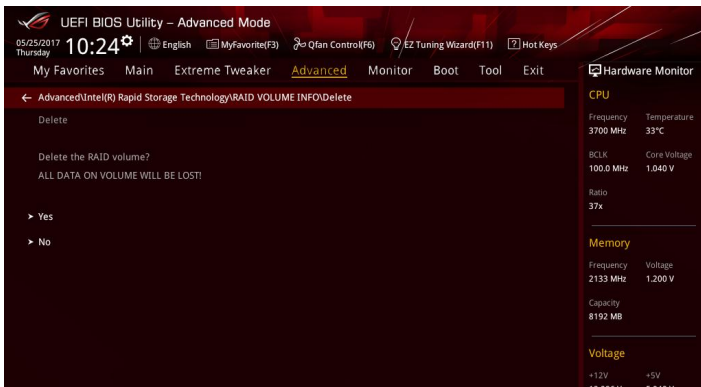 UEFI BIOS Utility – Advanced Mode
05/25/2017 Thursday 10:24 English MyFavorite(F3) Qfan Control(F6) EZ Tuning Wizard(F11) ? Hot Keys
My Favorites Main Extreme Tweaker Advanced Monitor Boot Tool Exit
← Advanced\Intel(R) Rapid Storage Technology\RAID VOLUME INFO\Delete
Delete
Delete the RAID volume?
ALL DATA ON VOLUME WILL BE LOST!
> Yes
> No
Hardware Monitor
CPU
Frequency Temperature
3700 MHz 33°C
BCLK Core Voltage
100.0 MHz 1.040 V
Ratio
37x
Memory
Frequency Voltage
2133 MHz 1.200 V
Capacity
8192 MB
Voltage
+12V +5V